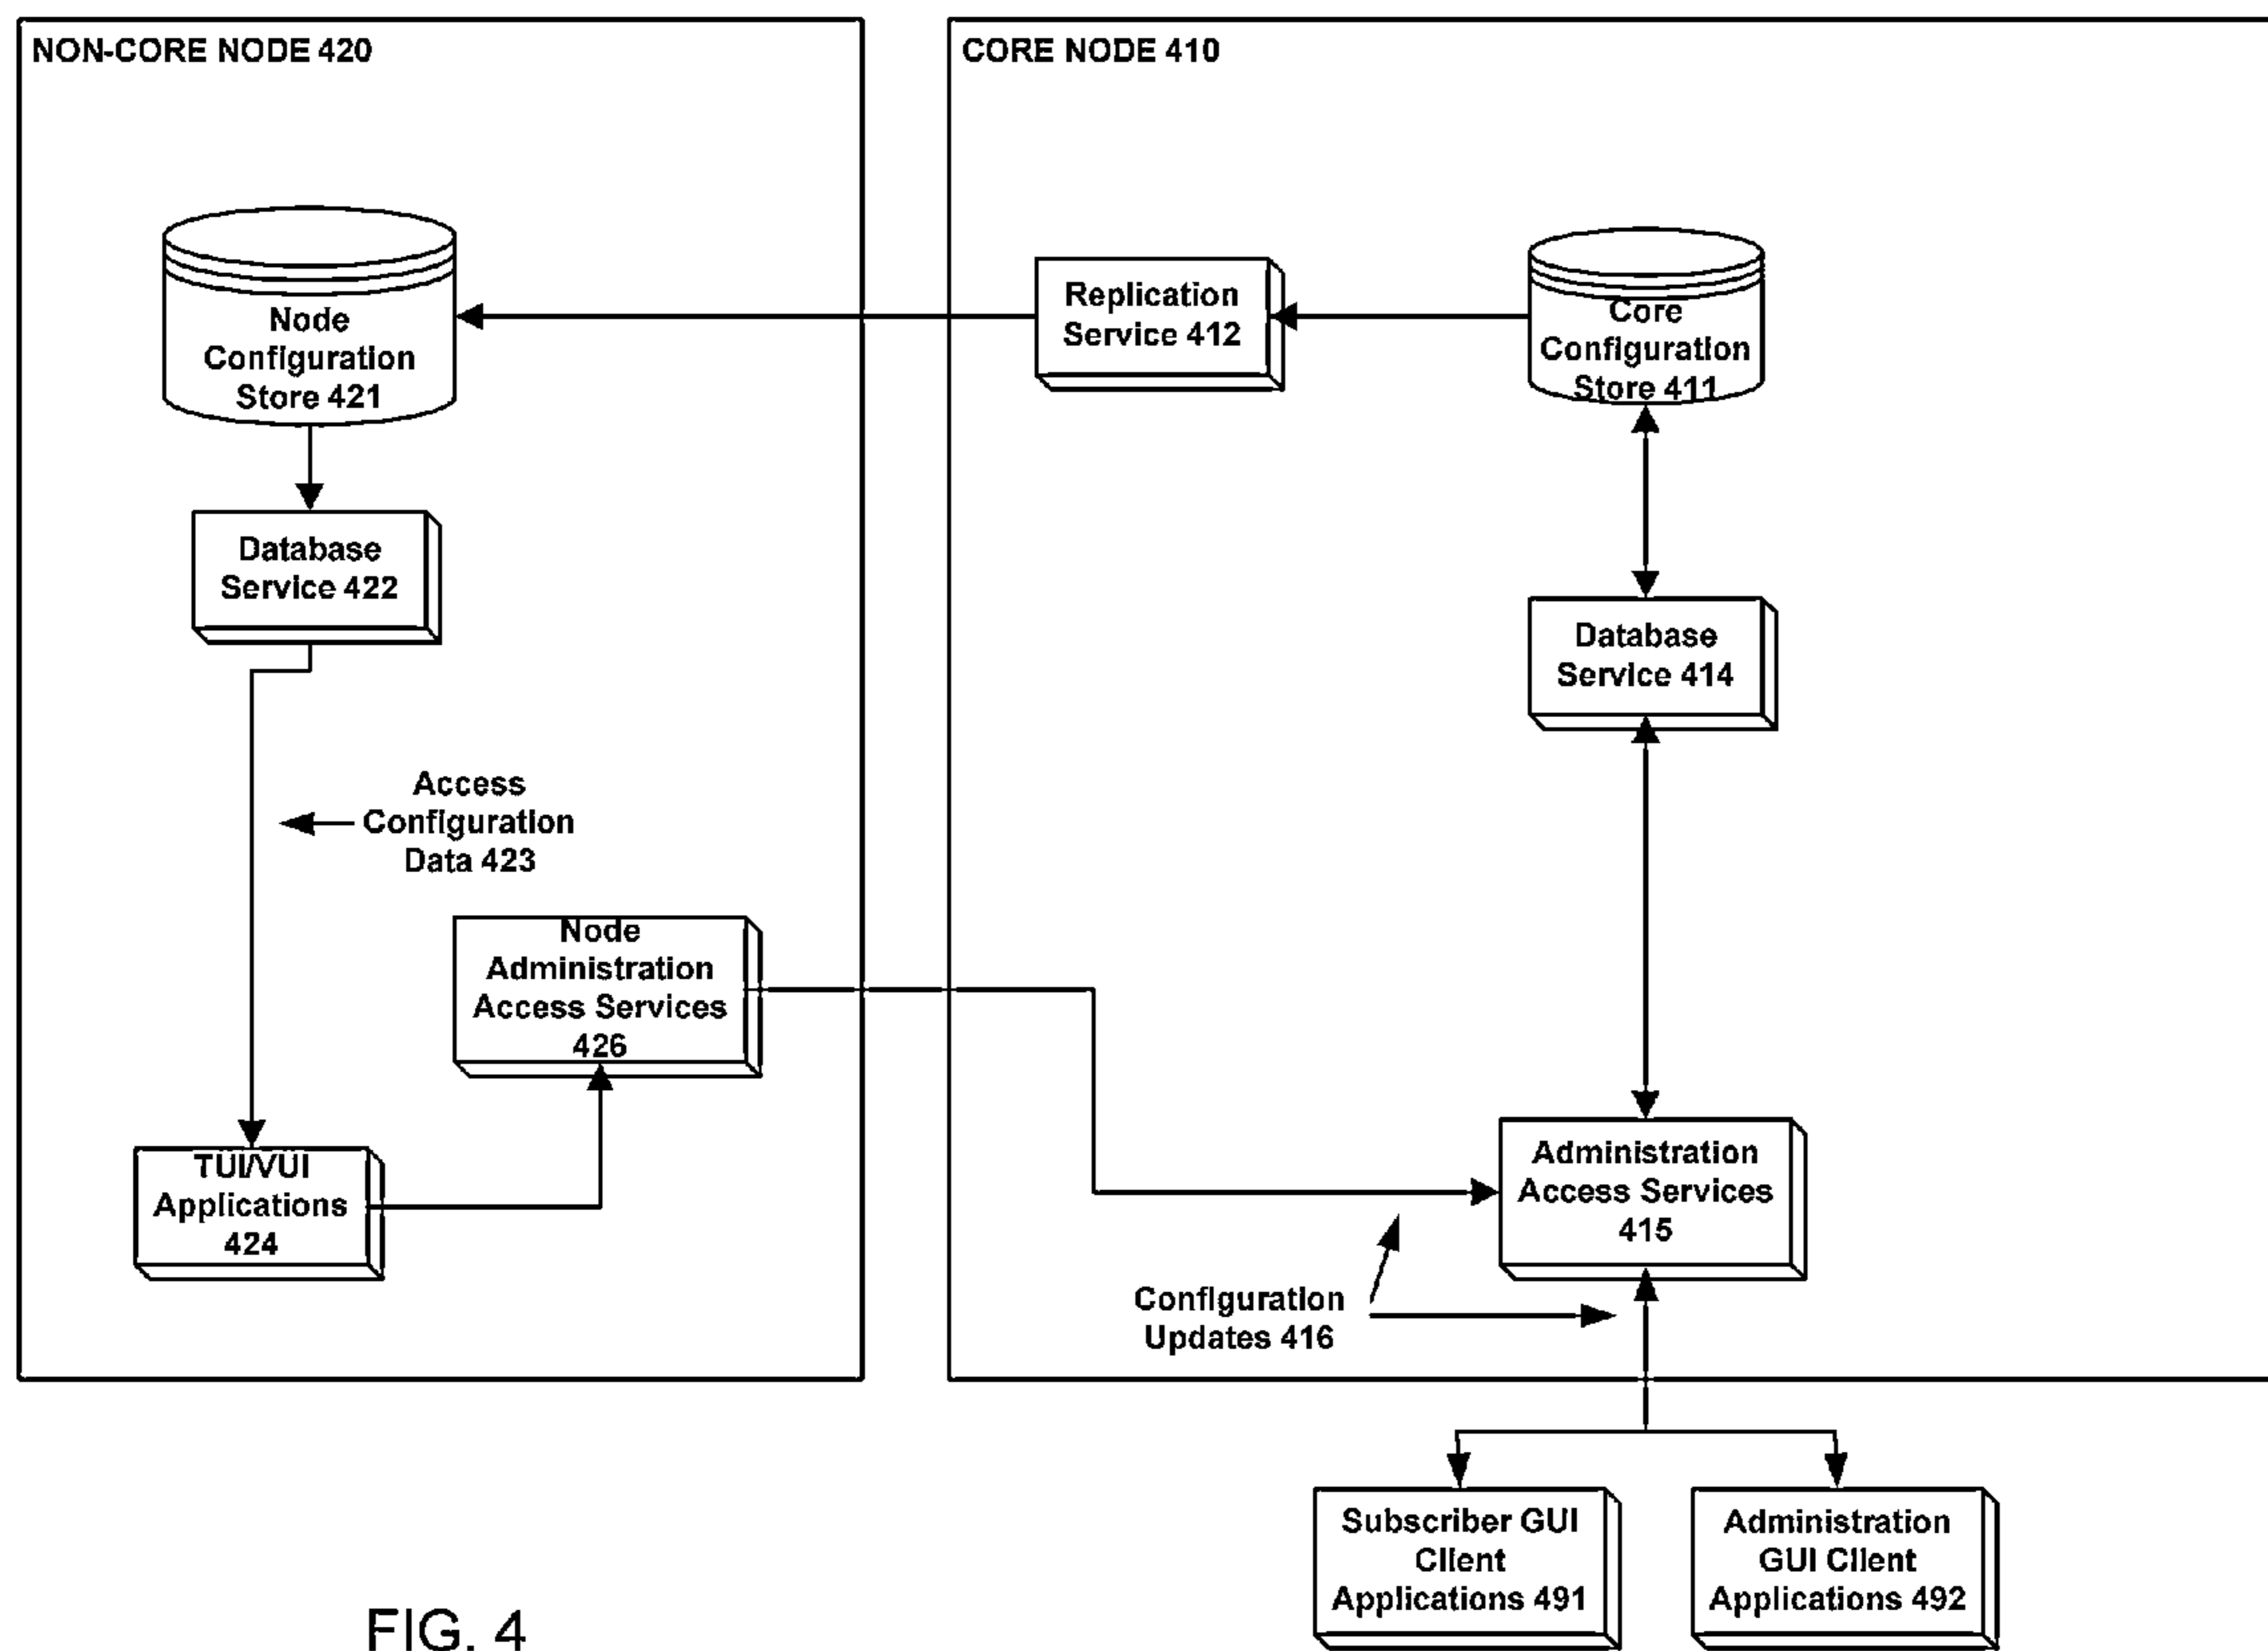 NON-CORE NODE 420
Node
Configuration
Store 421
Database
Service 422
Access
Configuration
Data 423
Node
Administration
Access Services
426
TUI/VUI
Applications
424
CORE NODE 410
Replication
Service 412
Core
Configuration
Store 411
Database
Service 414
Administration
Access Services
415
Configuration
Updates 416
Subscriber GUI
Client
Applications 491
Administration
GUI Client
Applications 492
FIG. 4